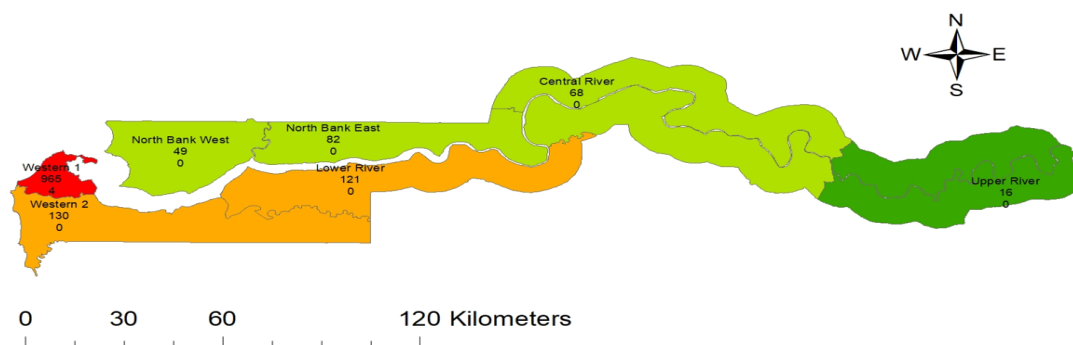 N
W E
S
Central River
68
0
North Bank West
49
0
North Bank East
82
0
Lower River
121
0
Western 1
965
4
Western 2
130
0
Upper River
16
0
0 30 60 120 Kilometers